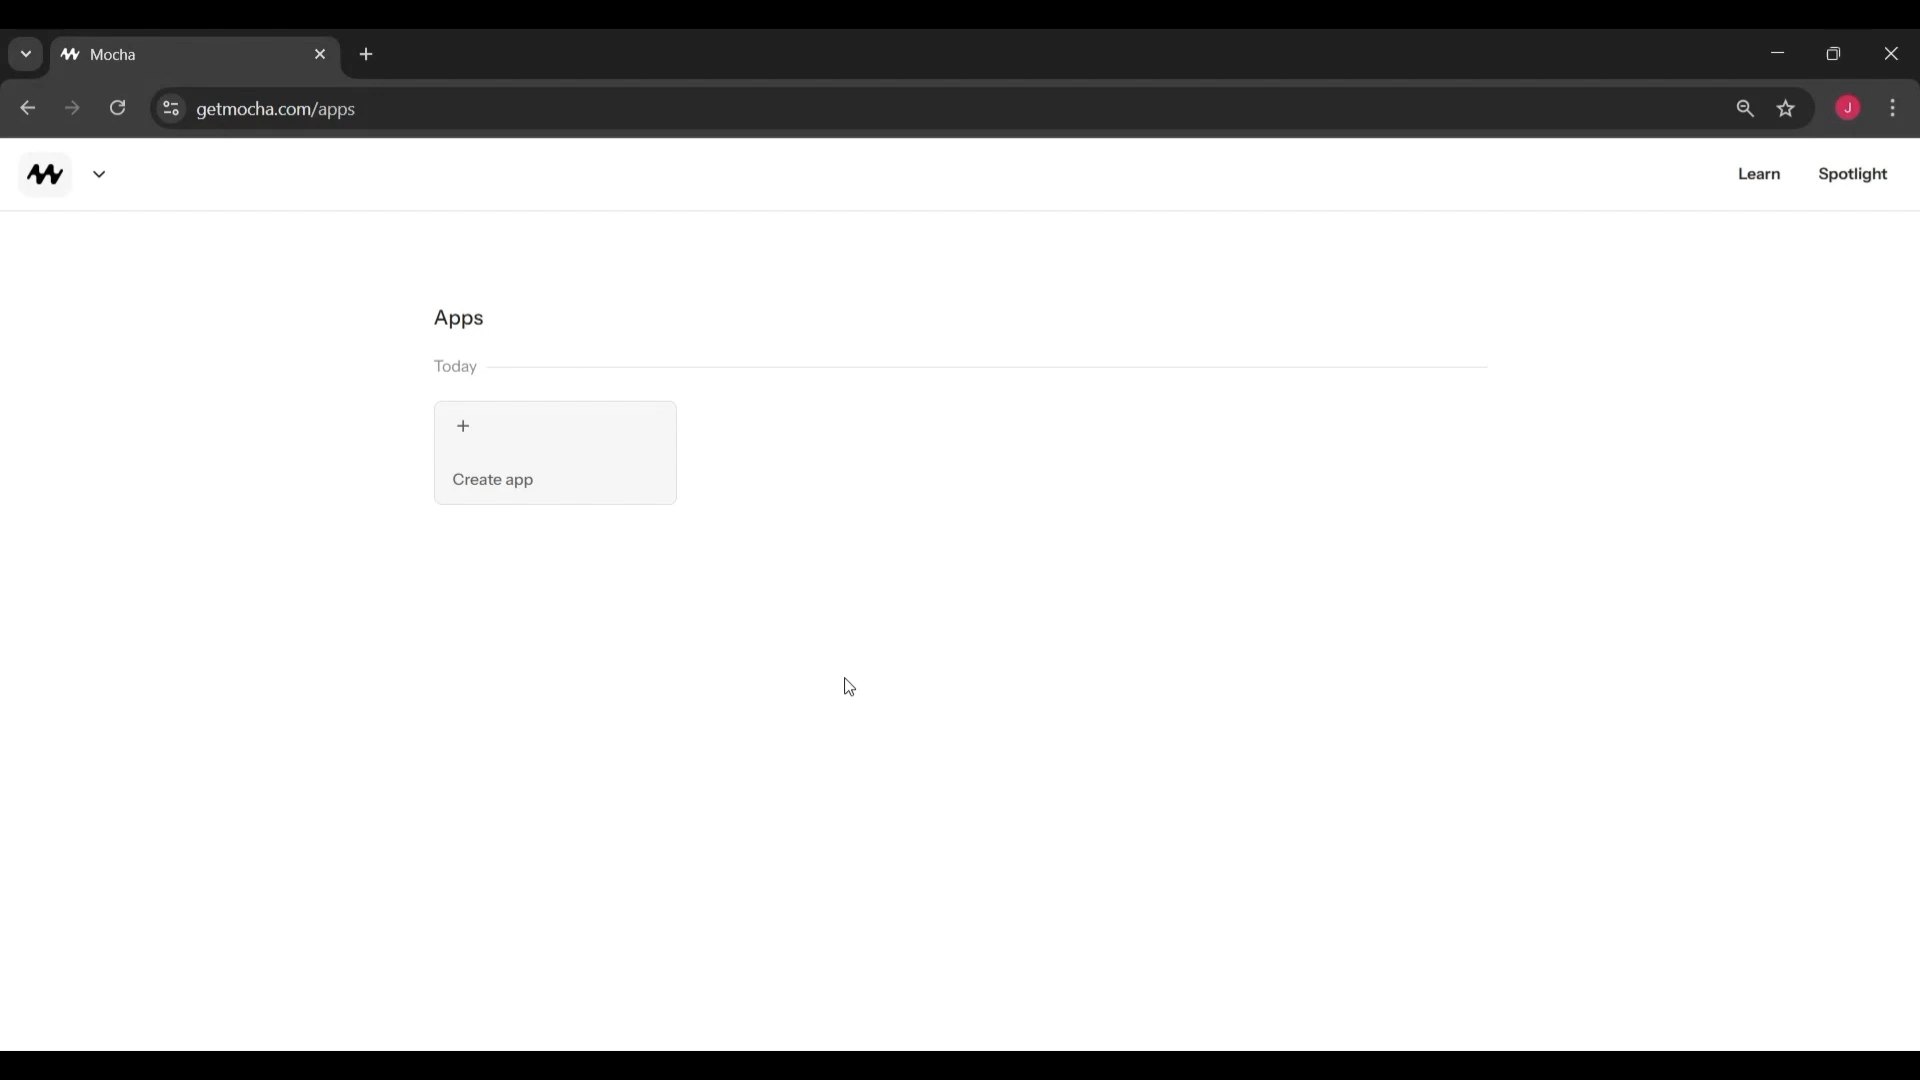 Mocha
getmocha.com/apps
J
Learn Spotlight
Apps
Today
Create app